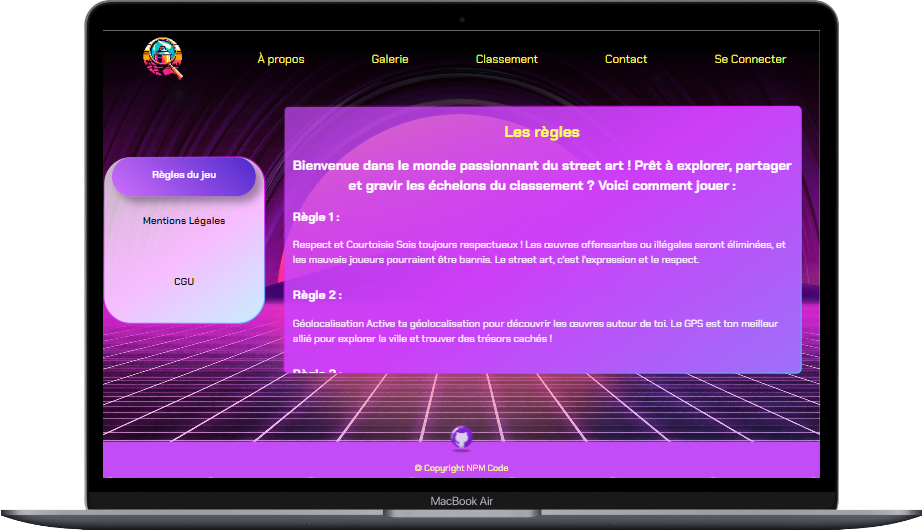 À propos
Galerie
Classement
Contact
Se Connecter
Les règles
Bienvenue dans le monde passionnant du street art ! Prêt à explorer, partager
et gravir les échelons du classement ? Voici comment jouer :
Règles du jeu
Mentions Légales
CGU
Règle 1 :
Respect et Courtoisie Sois toujours respectueux ! Les œuvres offensantes ou illégales seront éliminées, et
les mauvais joueurs pourraient être bannis. Le street art, c'est l'expression et le respect.
Règle 2 :
Géolocalisation Active ta géolocalisation pour découvrir les œuvres autour de toi. Le GPS est ton meilleur
allié pour explorer la ville et trouver des trésors cachés !
© Copyright NPM Code
MacBook Air